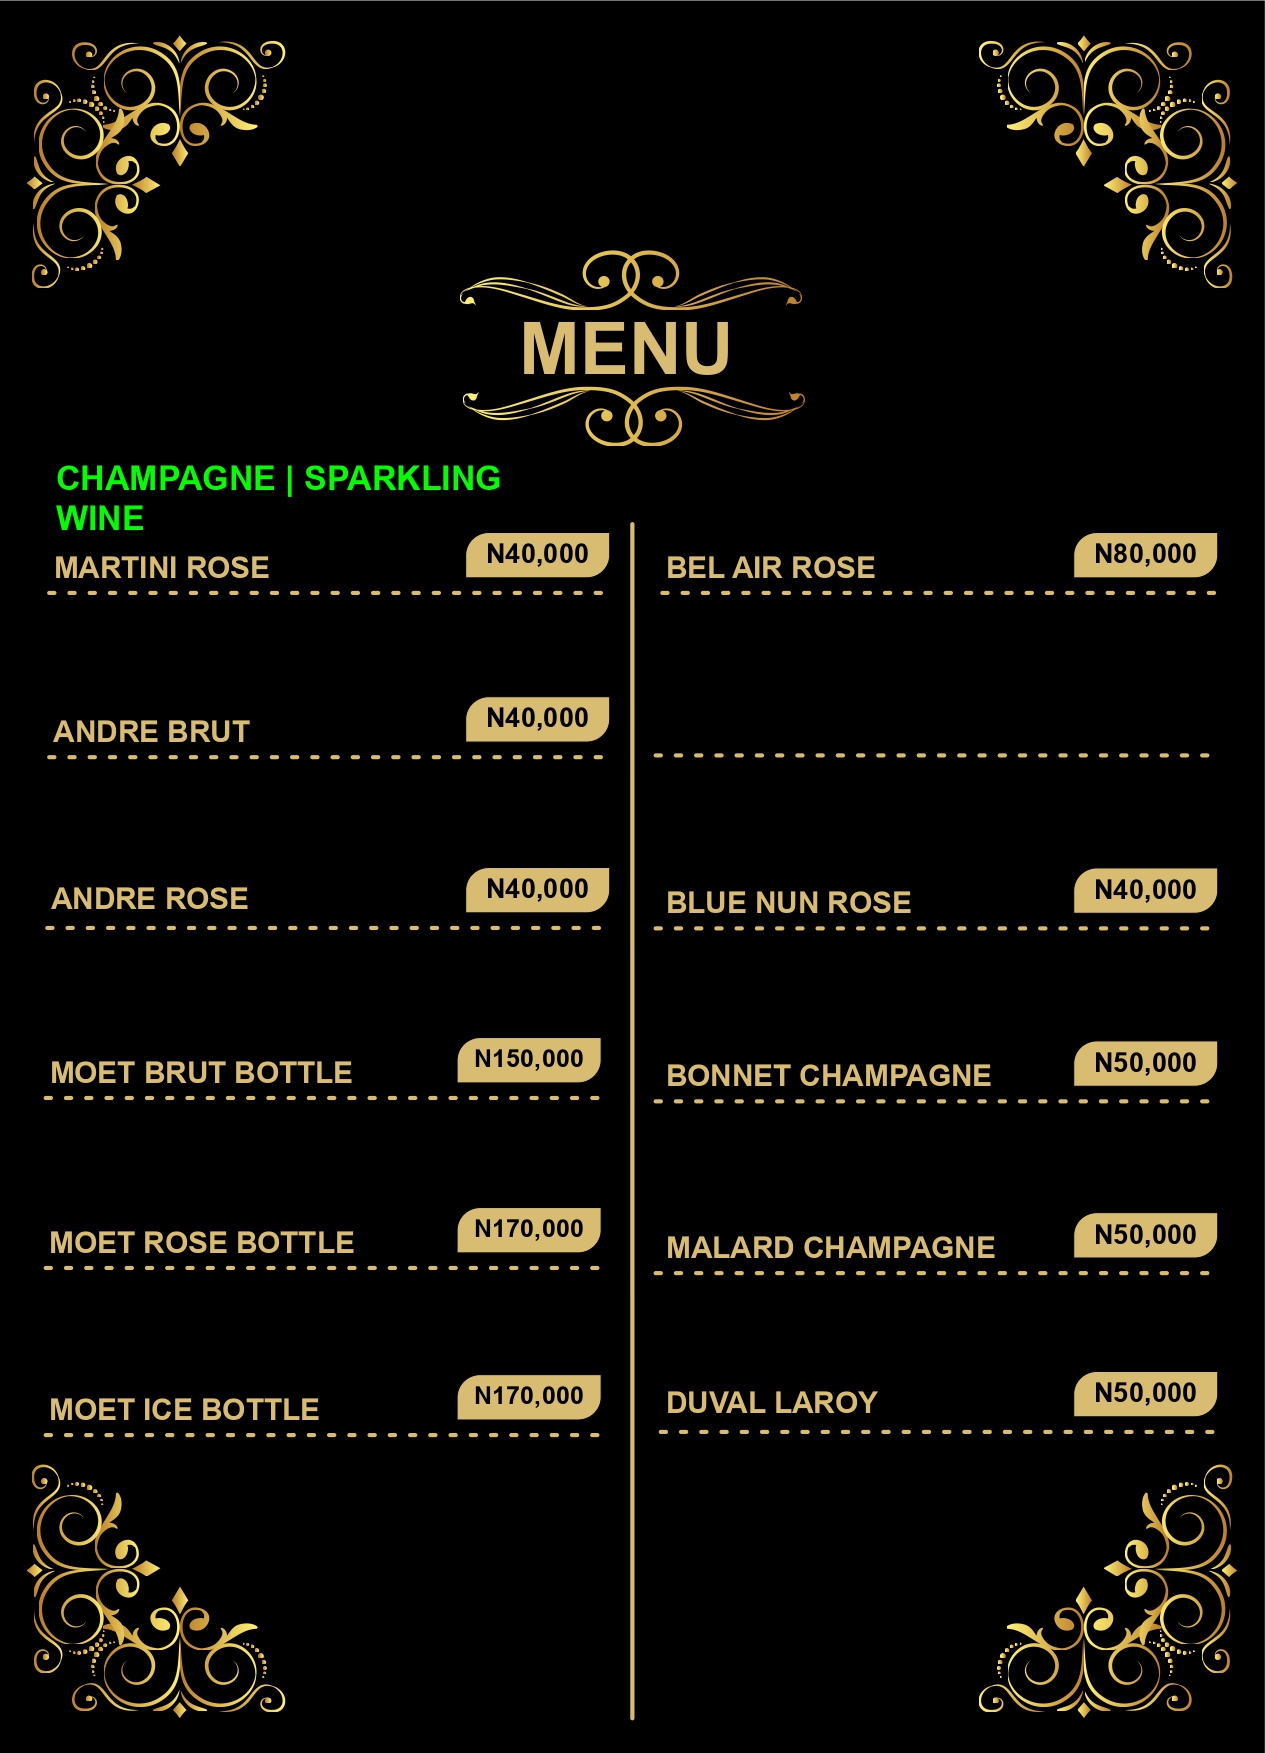 MENU
CHAMPAGNE | SPARKLING
WINE
MARTINI ROSE N40,000
ANDRE BRUT N40,000
ANDRE ROSE N40,000
MOET BRUT BOTTLE N150,000
MOET ROSE BOTTLE N170,000
MOET ICE BOTTLE N170,000
BEL AIR ROSE N80,000
BLUE NUN ROSE N40,000
BONNET CHAMPAGNE N50,000
MALARD CHAMPAGNE N50,000
DUVAL LAROY N50,000